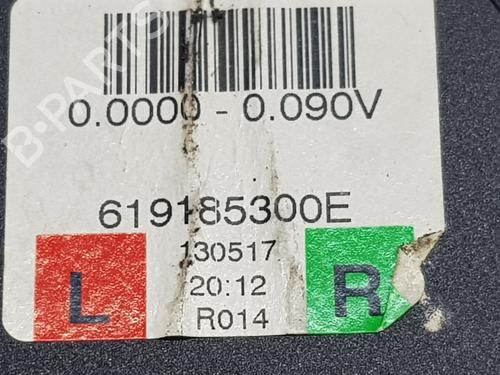 0.0000 - 0.090V
619185300E
L
130517
20:12
R014
R
B-PARTS